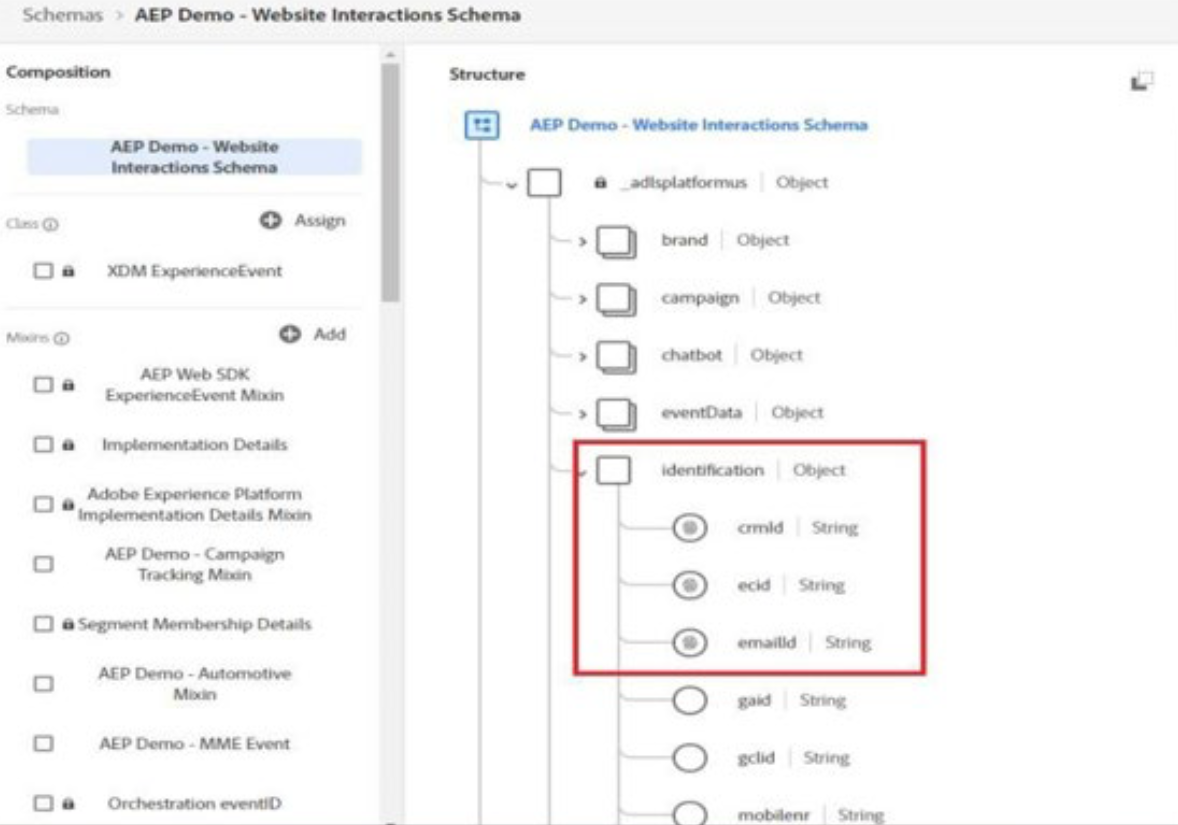 Schemas > AEP Demo - Website Interactions Schema
Composition
Schema
AEP Demo - Website
Interactions Schema
Class
Assign
XDM ExperienceEvent
Mixins
Add
AEP Web SDK
ExperienceEvent Mixin
Implementation Details
Adobe Experience Platform
Implementation Details Mixin
AEP Demo - Campaign
Tracking Mixin
Segment Membership Details
AEP Demo - Automotive
Mixin
AEP Demo - MME Event
Orchestration eventID
Structure
AEP Demo - Website Interactions Schema
_adlsplatformus | Object
brand | Object
campaign | Object
chatbot | Object
eventData | Object
identification | Object
crmId | String
ecid | String
emailId | String
gaid | String
gclid | String
mobilenr | String